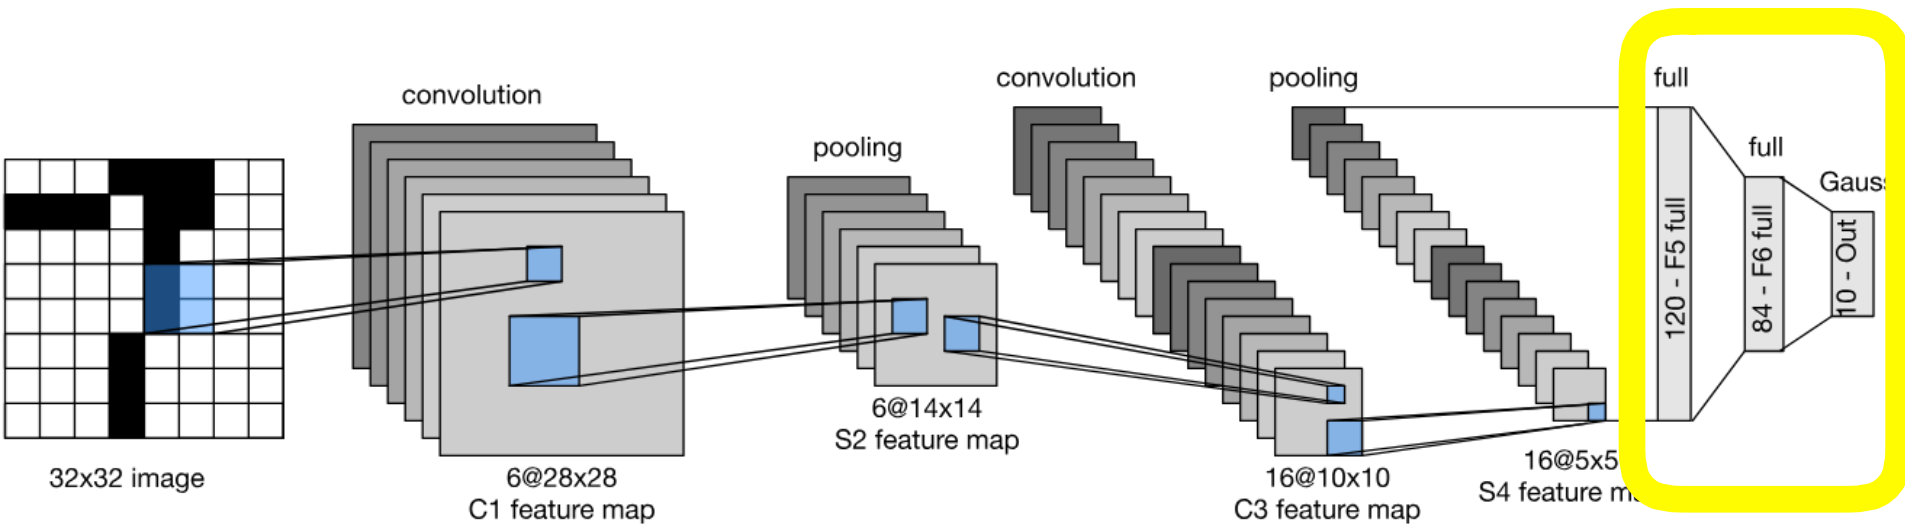 convolution
pooling
convolution
pooling
full
full
120 - F5 full
84 - F6 full
10 - Out
32x32 image
6@28x28
C1 feature map
6@14x14
S2 feature map
16@10x10
C3 feature map
16@5x5
S4 feature